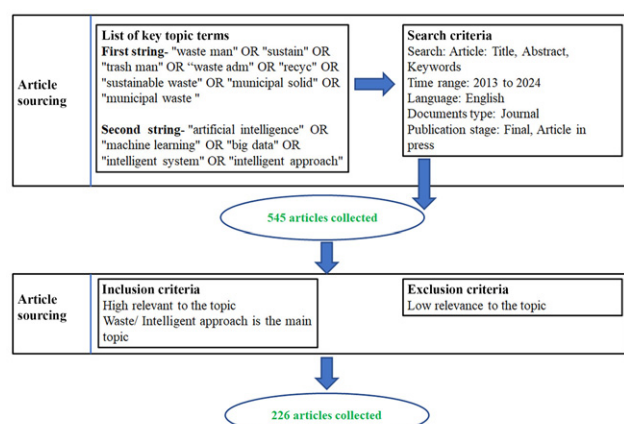 Article
sourcing
List of key topic terms
First string- "waste man" OR "sustain" OR
"trash man" OR "waste adm" OR "recyc" OR
"sustainable waste" OR "municipal solid" OR
"municipal waste "
Second string- "artificial intelligence" OR
"machine learning" OR "big data" OR
"intelligent system" OR "intelligent approach"
Search criteria
Search: Article: Title, Abstract,
Keywords
Time range: 2013 to 2024
Language: English
Documents type: Journal
Publication stage: Final, Article in
press
545 articles collected
Article
sourcing
Inclusion criteria
High relevant to the topic
Waste/ Intelligent approach is the main
topic
Exclusion criteria
Low relevance to the topic
226 articles collected